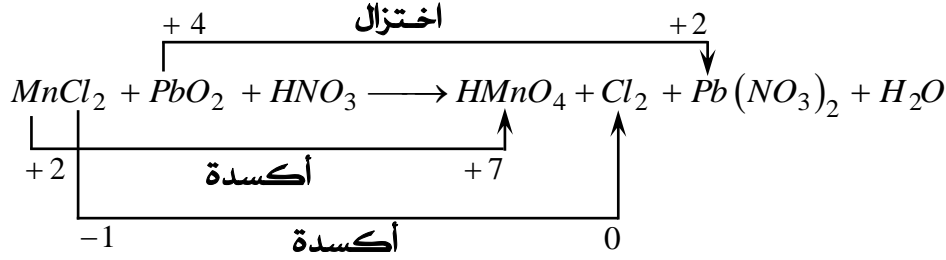 اختزال
+ 4 +2
MnCl₂ + PbO₂ + HNO₃ ⟶ HMnO₄ + Cl₂ + Pb(NO₃)₂ + H₂O
+ 2 أكسدة + 7
−1 أكسدة 0